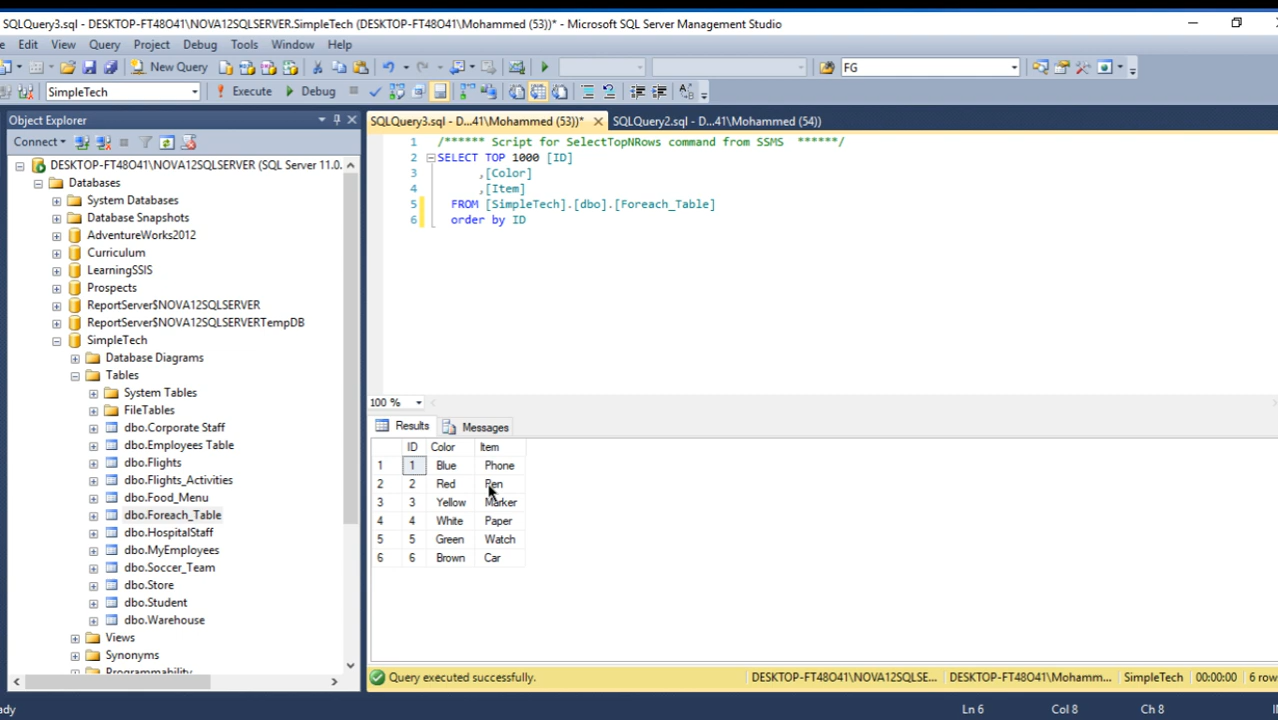 SQLQuery3.sql - DESKTOP-FT48O41\NOVA12SQLSERVER.SimpleTech (DESKTOP-FT48O41\Mohammed (53))* - Microsoft SQL Server Management Studio
Edit View Query Project Debug Tools Window Help
New Query FG
SimpleTech Execute Debug
Object Explorer
Connect
DESKTOP-FT48O41\NOVA12SQLSERVER (SQL Server 11.0.
Databases
System Databases
Database Snapshots
AdventureWorks2012
Curriculum
LearningSSIS
Prospects
ReportServer$NOVA12SQLSERVER
ReportServer$NOVA12SQLSERVERTempDB
SimpleTech
Database Diagrams
Tables
System Tables
FileTables
dbo.Corporate Staff
dbo.Employees Table
dbo.Flights
dbo.Flights_Activities
dbo.Food_Menu
dbo.Foreach_Table
dbo.HospitalStaff
dbo.MyEmployees
dbo.Soccer_Team
dbo.Store
dbo.Student
dbo.Warehouse
Views
Synonyms
Programmability
SQLQuery3.sql - D...41\Mohammed (53))* SQLQuery2.sql - D...41\Mohammed (54))
1 /****** Script for SelectTopNRows command from SSMS ******/
2 SELECT TOP 1000 [ID]
3 ,[Color]
4 ,[Item]
5 FROM [SimpleTech].[dbo].[Foreach_Table]
6 order by ID
100 %
Results Messages
ID Color Item
1 1 Blue Phone
2 2 Red Pen
3 3 Yellow Marker
4 4 White Paper
5 5 Green Watch
6 6 Brown Car
Query executed successfully. DESKTOP-FT48O41\NOVA12SQLSE... DESKTOP-FT48O41\Mohamm... SimpleTech 00:00:00 6 row
ady Ln 6 Col 8 Ch 8